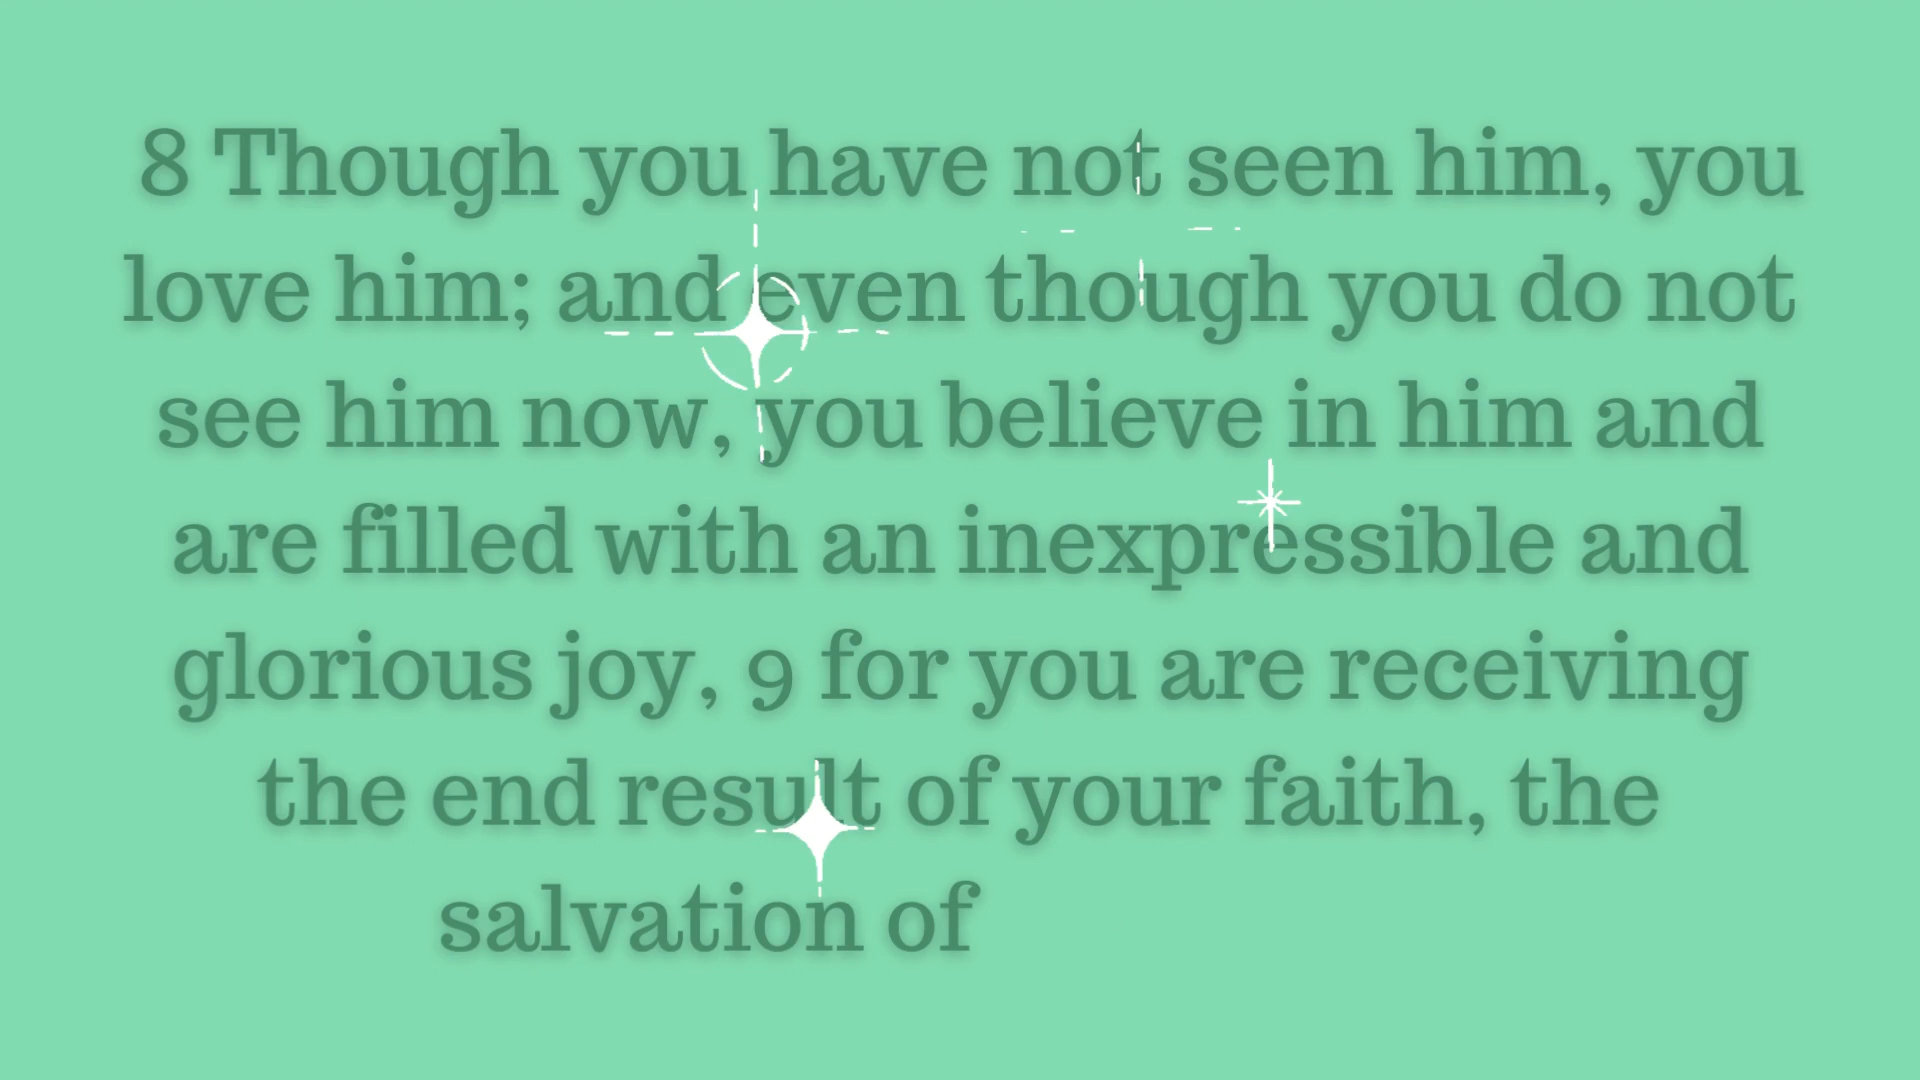 8 Though you have not seen him, you
love him; and even though you do not
see him now, you believe in him and
are filled with an inexpressible and
glorious joy, 9 for you are receiving
the end result of your faith, the
salvation of